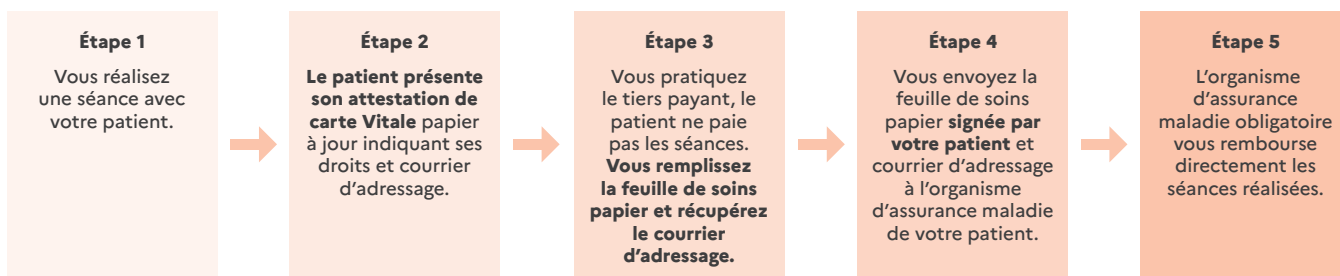 Étape 1
Vous réalisez
une séance avec
votre patient.
Étape 2
Le patient présente
son attestation de
carte Vitale papier
à jour indiquant ses
droits et courrier
d’adressage.
Étape 3
Vous pratiquez
le tiers payant, le
patient ne paie
pas les séances.
Vous remplissez
la feuille de soins
papier et récupérez
le courrier
d’adressage.
Étape 4
Vous envoyez la
feuille de soins
papier signée par
votre patient et
courrier d’adressage
à l’organisme
d’assurance maladie
de votre patient.
Étape 5
L’organisme
d’assurance
maladie obligatoire
vous rembourse
directement les
séances réalisées.